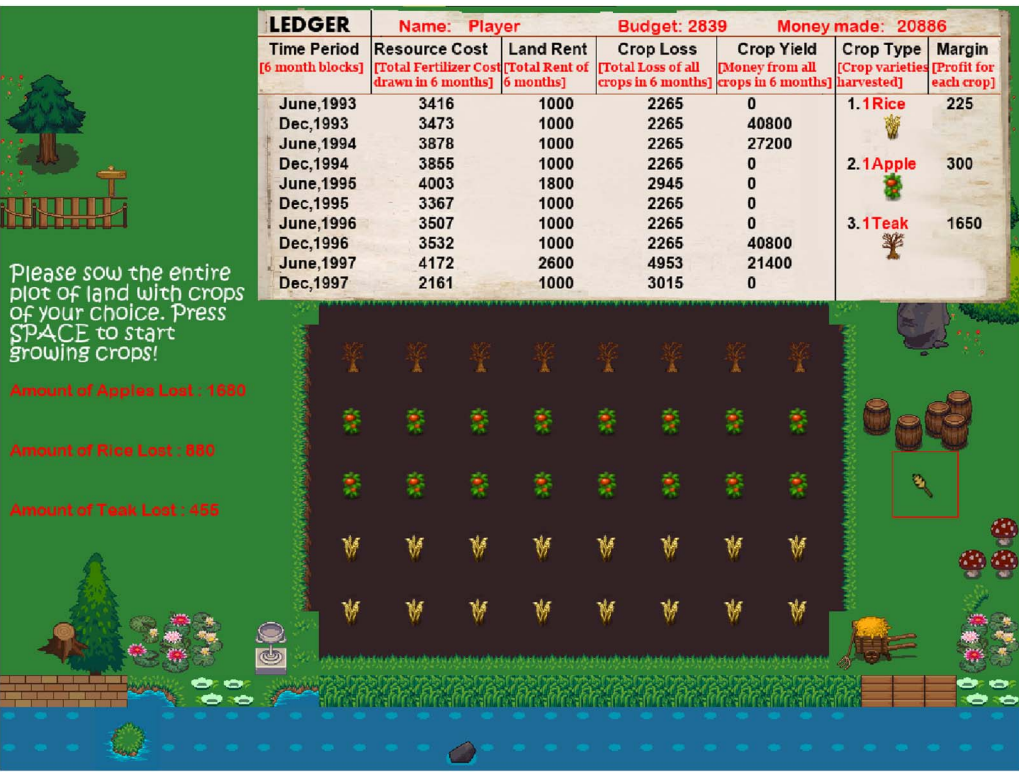 LEDGER Name: Player Budget: 2839 Money made: 20886
Time Period Resource Cost Land Rent Crop Loss Crop Yield Crop Type Margin
[6 month blocks] [Total Fertilizer Cost [Total Rent of [Total Loss of all [Money from all [Crop varieties [Profit for
drawn in 6 months] 6 months] crops in 6 months] crops in 6 months] harvested] each crop]
June,1993 3416 1000 2265 0 1.1Rice 225
Dec,1993 3473 1000 2265 40800
June,1994 3878 1000 2265 27200
Dec,1994 3855 1000 2265 0 2.1Apple 300
June,1995 4003 1800 2945 0
Dec,1995 3367 1000 2265 0
June,1996 3507 1000 2265 0 3.1Teak 1650
Dec,1996 3532 1000 2265 40800
June,1997 4172 2600 4953 21400
Dec,1997 2161 1000 3015 0
Please sow the entire
plot of land with crops
of your choice. Press
SPACE to start
growing crops!
Amount of Apples Lost : 1680
Amount of Rice Lost : 880
Amount of Teak Lost : 455